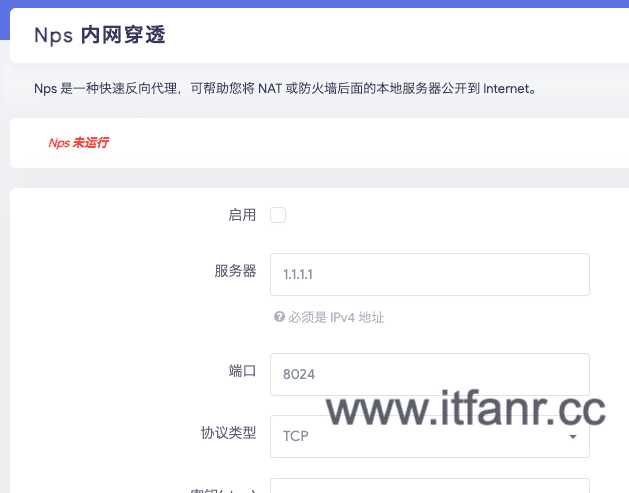 Nps 内网穿透
Nps 是一种快速反向代理，可帮助您将 NAT 或防火墙后面的本地服务器公开到 Internet。
Nps 未运行
启用
服务器 1.1.1.1
必须是 IPv4 地址
端口 8024
www.itfanr.cc
协议类型 TCP